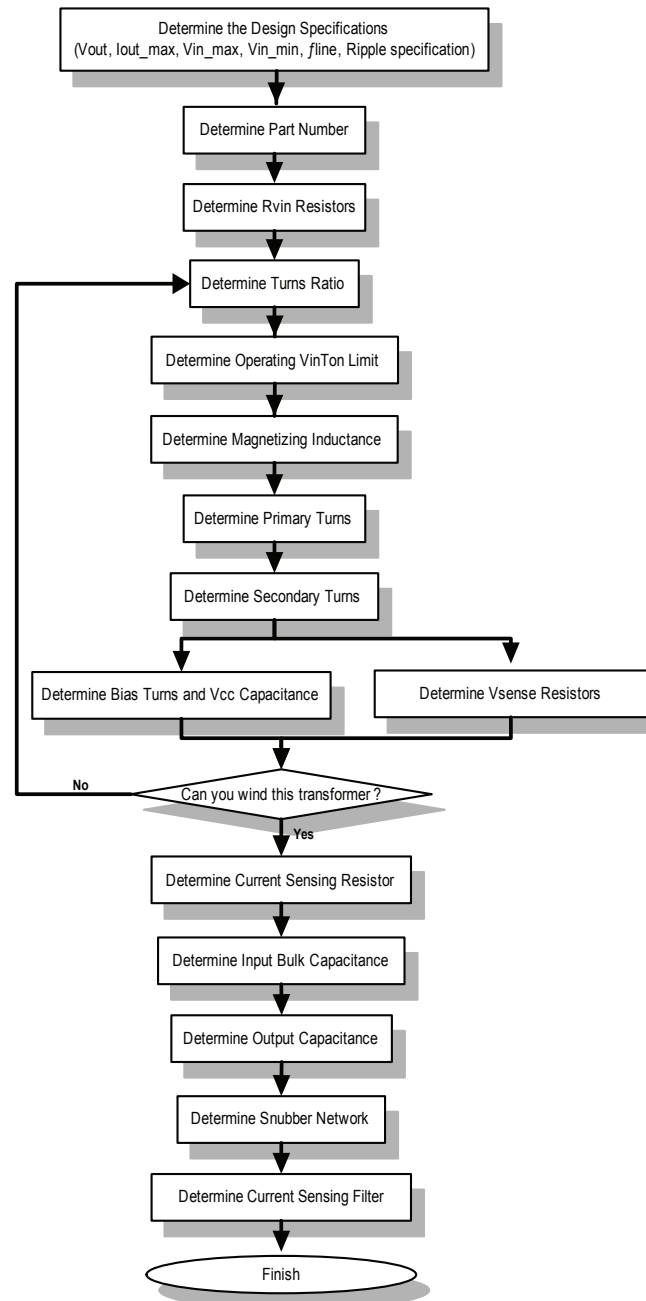 Determine the Design Specifications
(Vout, Iout_max, Vin_max, Vin_min, ƒline, Ripple specification)
Determine Part Number
Determine Rvin Resistors
Determine Turns Ratio
Determine Operating VinTon Limit
Determine Magnetizing Inductance
Determine Primary Turns
Determine Secondary Turns
Determine Bias Turns and Vcc Capacitance
Determine Vsense Resistors
No
Can you wind this transformer ?
Yes
Determine Current Sensing Resistor
Determine Input Bulk Capacitance
Determine Output Capacitance
Determine Snubber Network
Determine Current Sensing Filter
Finish